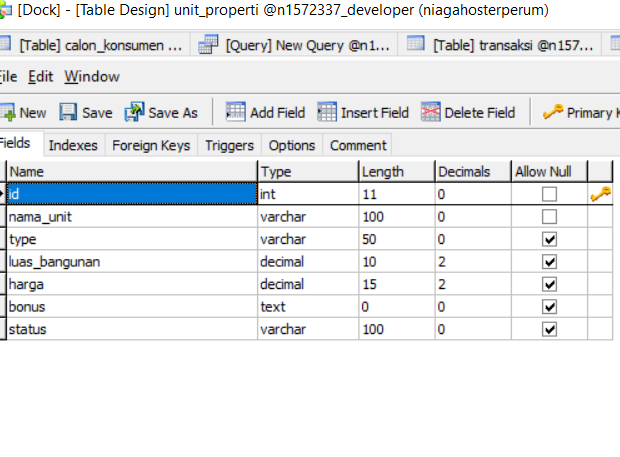 [Dock] - [Table Design] unit_properti @n1572337_developer (niagahosterperum)
[Table] calon_konsumen ... [Query] New Query @n1... [Table] transaksi @n157...
File Edit Window
New Save Save As Add Field Insert Field Delete Field Primary K
Fields Indexes Foreign Keys Triggers Options Comment
Name Type Length Decimals Allow Null
id int 11 0
nama_unit varchar 100 0
type varchar 50 0
luas_bangunan decimal 10 2
harga decimal 15 2
bonus text 0 0
status varchar 100 0